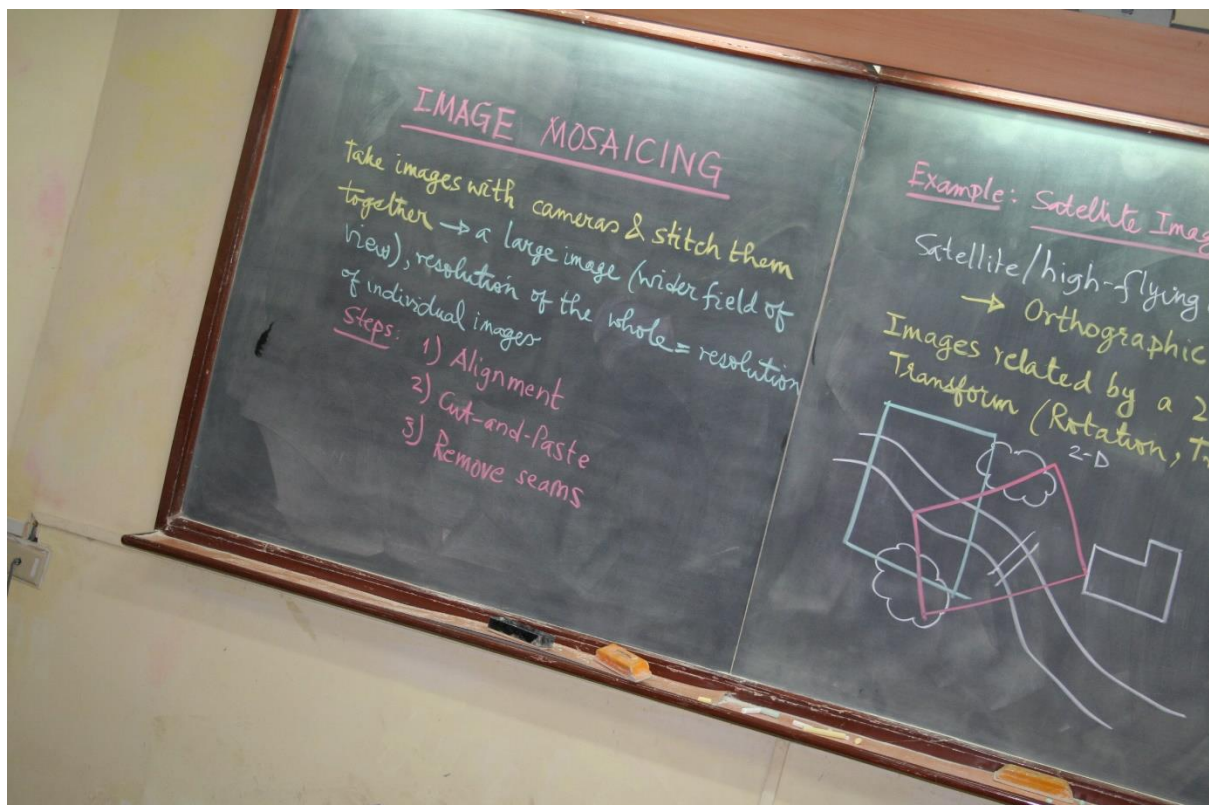 IMAGE MOSAICING
Take images with cameras & stitch them
together → a large image (wider field of
view), resolution of the whole = resolution
of individual images
Steps: 1) Alignment
2) Cut-and-Paste
3) Remove seams
Example: Satellite Imag
Satellite/high-flying
→ Orthographic
Images related by a 2
Transform (Rotation, Tr
2-D